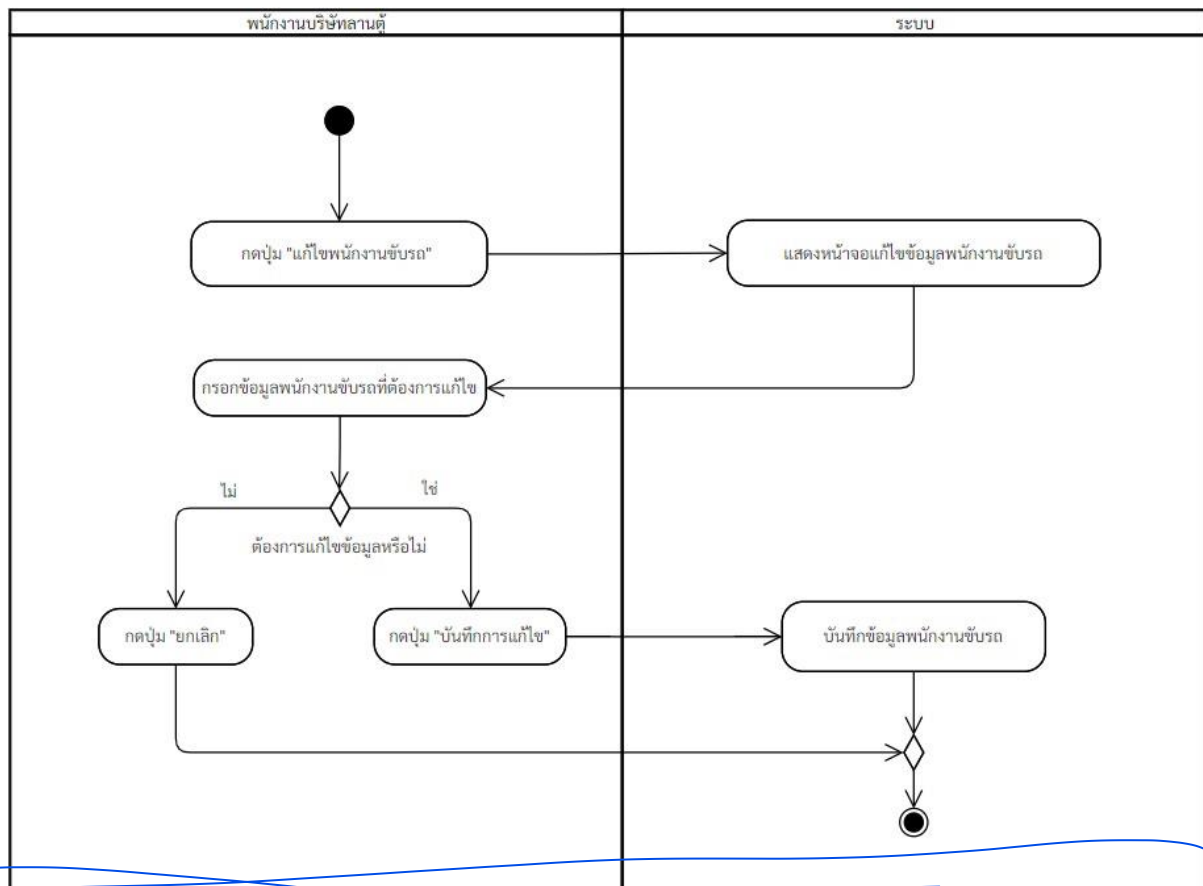 พนักงานบริษัทลานตู้
ระบบ
กดปุ่ม "แก้ไขพนักงานขับรถ"
แสดงหน้าจอแก้ไขข้อมูลพนักงานขับรถ
กรอกข้อมูลพนักงานขับรถที่ต้องการแก้ไข
ไม่
ใช่
ต้องการแก้ไขข้อมูลหรือไม่
กดปุ่ม "ยกเลิก"
กดปุ่ม "บันทึกการแก้ไข"
บันทึกข้อมูลพนักงานขับรถ